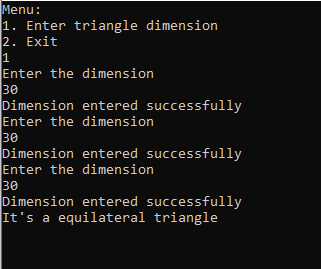 Menu:
1. Enter triangle dimension
2. Exit
1
Enter the dimension
30
Dimension entered successfully
Enter the dimension
30
Dimension entered successfully
Enter the dimension
30
Dimension entered successfully
It's a equilateral triangle